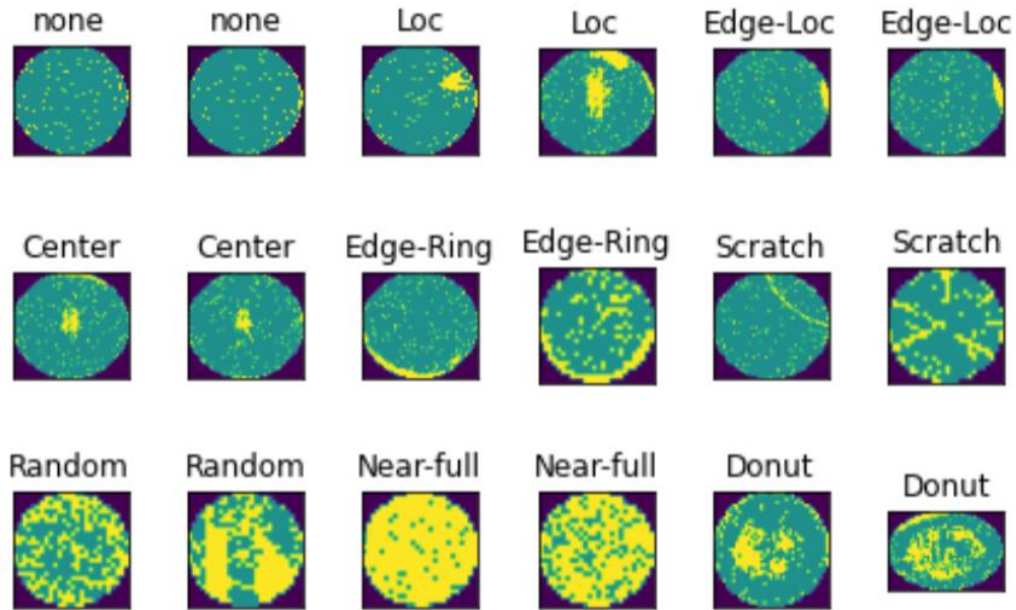 none none Loc Loc Edge-Loc Edge-Loc
Center Center Edge-Ring Edge-Ring Scratch Scratch
Random Random Near-full Near-full Donut Donut